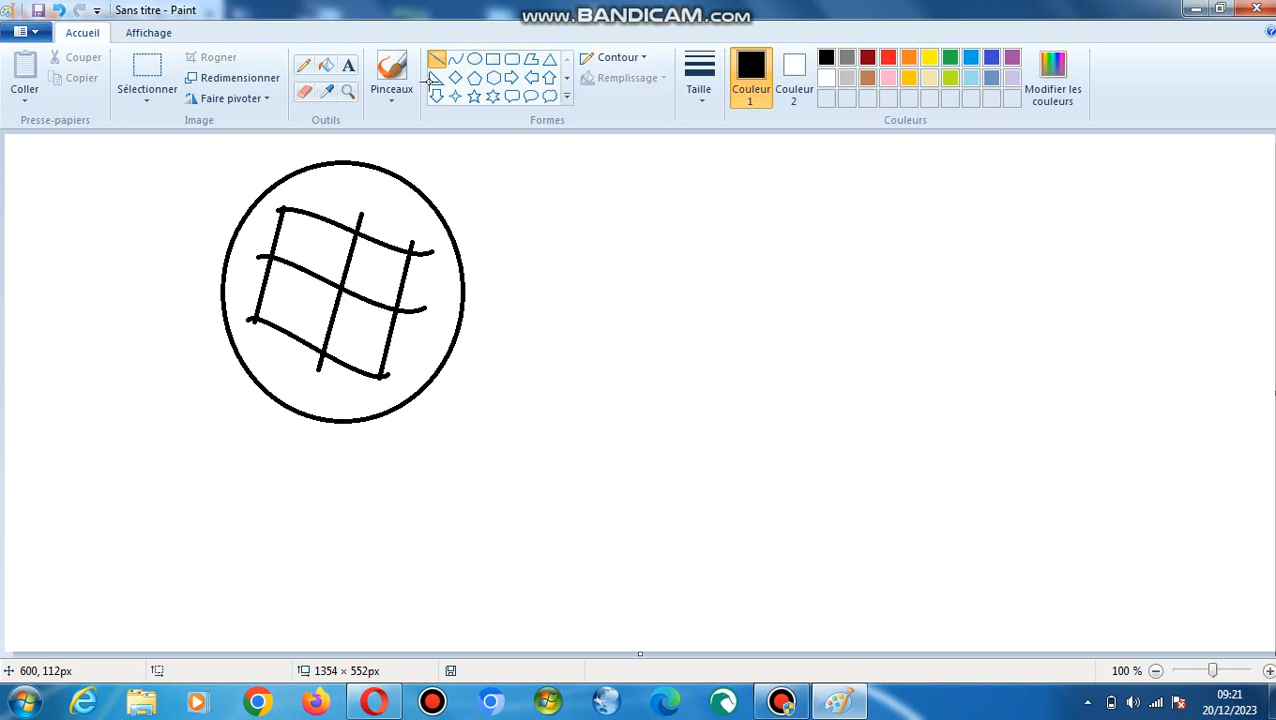 Sans titre - Paint
www.BANDICAM.com
Accueil
Affichage
Coller
Couper
Copier
Presse-papiers
Sélectionner
Rogner
Redimensionner
Faire pivoter
Image
A
Outils
Pinceaux
Formes
Contour
Remplissage
Taille
Couleur 1
Couleur 2
Modifier les couleurs
Couleurs
600, 112px
1354 × 552px
100 %
09:21
20/12/2023